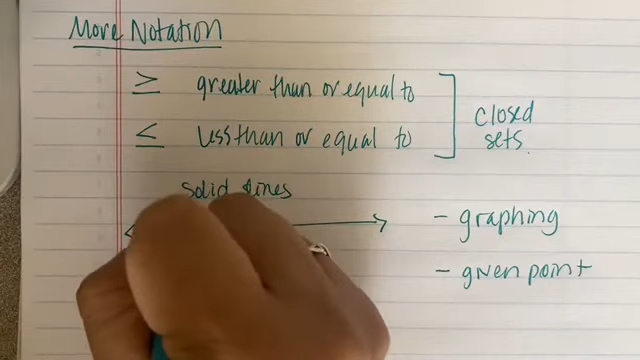 More Notation
≥ greater than or equal to
≤ less than or equal to
closed
sets
solid lines
- graphing
- given point